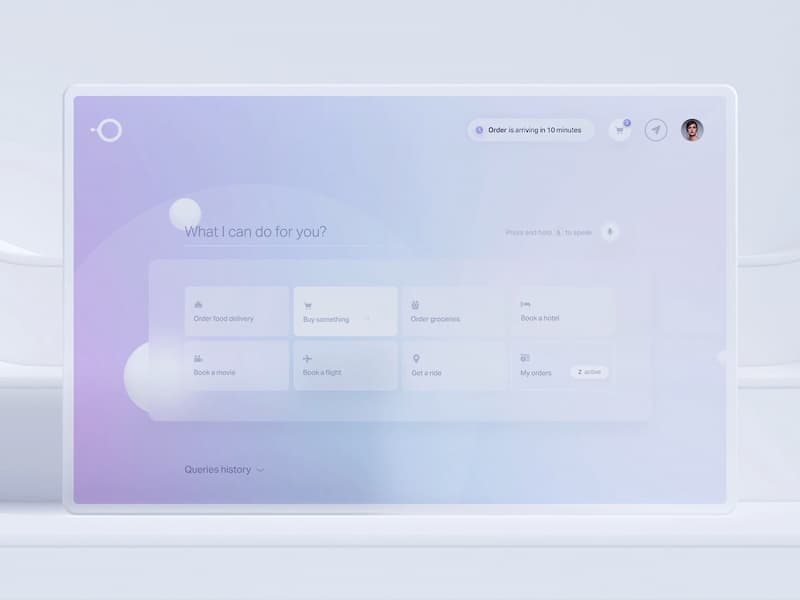 Order is arriving in 10 minutes
What I can do for you?
Press and hold to speak
Order food delivery
Buy something
Order groceries
Book a hotel
Book a movie
Book a flight
Get a ride
My orders
2 active
Queries history